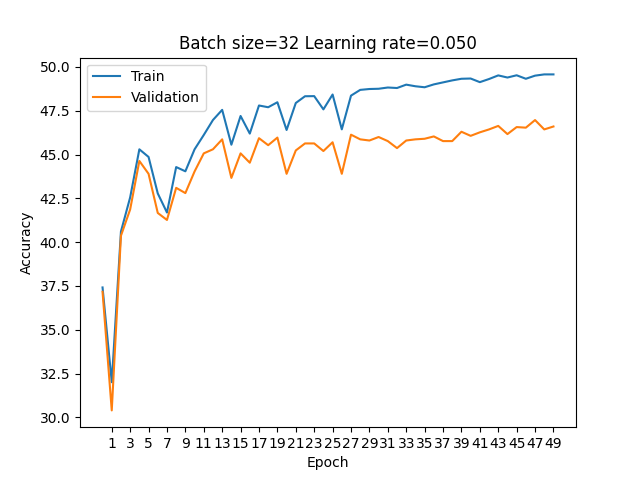 Batch size=32 Learning rate=0.050
Train
Validation
Accuracy
50.0
47.5
45.0
42.5
40.0
37.5
35.0
32.5
30.0
1 3 5 7 9 11 13 15 17 19 21 23 25 27 29 31 33 35 37 39 41 43 45 47 49
Epoch